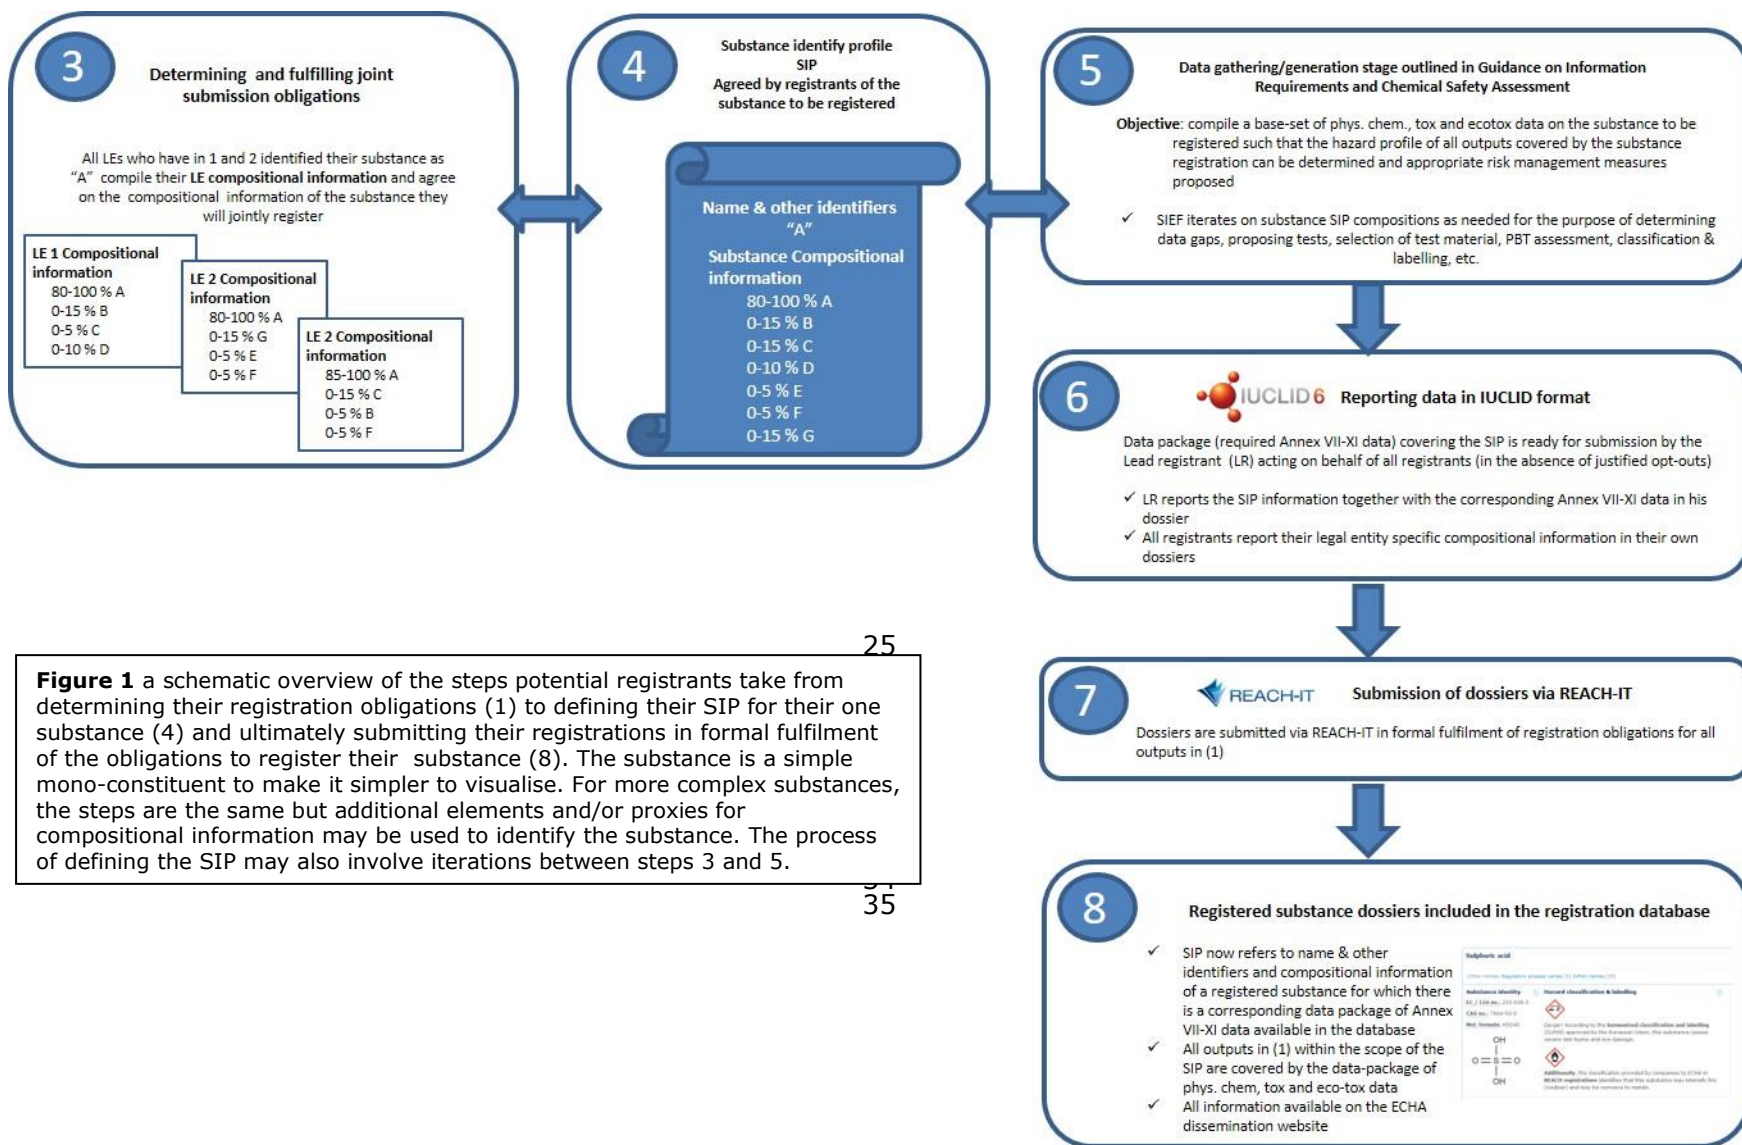 3
Determining and fulfilling joint
submission obligations
All LEs who have in 1 and 2 identified their substance as
“A” compile their LE compositional information and agree
on the compositional information of the substance they
will jointly register
LE 1 Compositional
information
80-100 % A
0-15 % B
0-5 % C
0-10 % D
LE 2 Compositional
information
80-100 % A
0-15 % G
0-5 % E
0-5 % F
LE 2 Compositional
information
85-100 % A
0-15 % C
0-5 % B
0-5 % F
4
Substance identify profile
SIP
Agreed by registrants of the
substance to be registered
Name & other identifiers
“A”
Substance Compositional
information
80-100 % A
0-15 % B
0-15 % C
0-10 % D
0-5 % E
0-5 % F
0-15 % G
5
Data gathering/generation stage outlined in Guidance on Information
Requirements and Chemical Safety Assessment
Objective: compile a base-set of phys. chem., tox and ecotox data on the substance to be
registered such that the hazard profile of all outputs covered by the substance
registration can be determined and appropriate risk management measures
proposed
✓ SIEF iterates on substance SIP compositions as needed for the purpose of determining
data gaps, proposing tests, selection of test material, PBT assessment, classification &
labelling, etc.
6
IUCLID 6 Reporting data in IUCLID format
Data package (required Annex VII-XI data) covering the SIP is ready for submission by the
Lead registrant (LR) acting on behalf of all registrants (in the absence of justified opt-outs)
✓ LR reports the SIP information together with the corresponding Annex VII-XI data in his
dossier
✓ All registrants report their legal entity specific compositional information in their own
dossiers
7
REACH-IT Submission of dossiers via REACH-IT
Dossiers are submitted via REACH-IT in formal fulfilment of registration obligations for all
outputs in (1)
8
Registered substance dossiers included in the registration database
✓ SIP now refers to name & other
identifiers and compositional information
of a registered substance for which there
is a corresponding data package of Annex
VII-XI data available in the database
✓ All outputs in (1) within the scope of the
SIP are covered by the data-package of
phys. chem, tox and eco-tox data
✓ All information available on the ECHA
dissemination website
Sulphuric acid
Substance identity
Hazard classification & labelling
OH
O=S=O
OH
25
Figure 1 a schematic overview of the steps potential registrants take from
determining their registration obligations (1) to defining their SIP for their one
substance (4) and ultimately submitting their registrations in formal fulfilment
of the obligations to register their substance (8). The substance is a simple
mono-constituent to make it simpler to visualise. For more complex substances,
the steps are the same but additional elements and/or proxies for
compositional information may be used to identify the substance. The process
of defining the SIP may also involve iterations between steps 3 and 5.
35